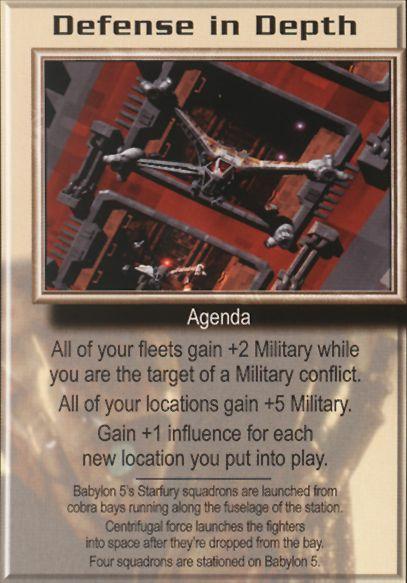 Defense in Depth
Agenda
All of your fleets gain +2 Military while
you are the target of a Military conflict.
All of your locations gain +5 Military.
Gain +1 influence for each
new location you put into play.
Babylon 5's Starfury squadrons are launched from
cobra bays running along the fuselage of the station.
Centrifugal force launches the fighters
into space after they're dropped from the bay.
Four squadrons are stationed on Babylon 5.